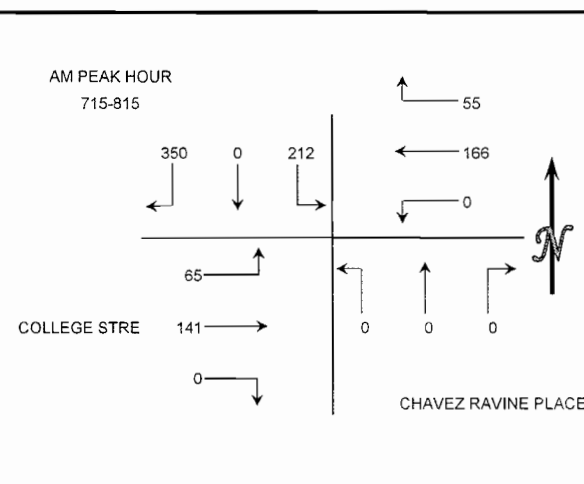 AM PEAK HOUR
715-815
55
350 0 212
166
0
65
COLLEGE STRE 141
0 0 0
0
CHAVEZ RAVINE PLACE
N